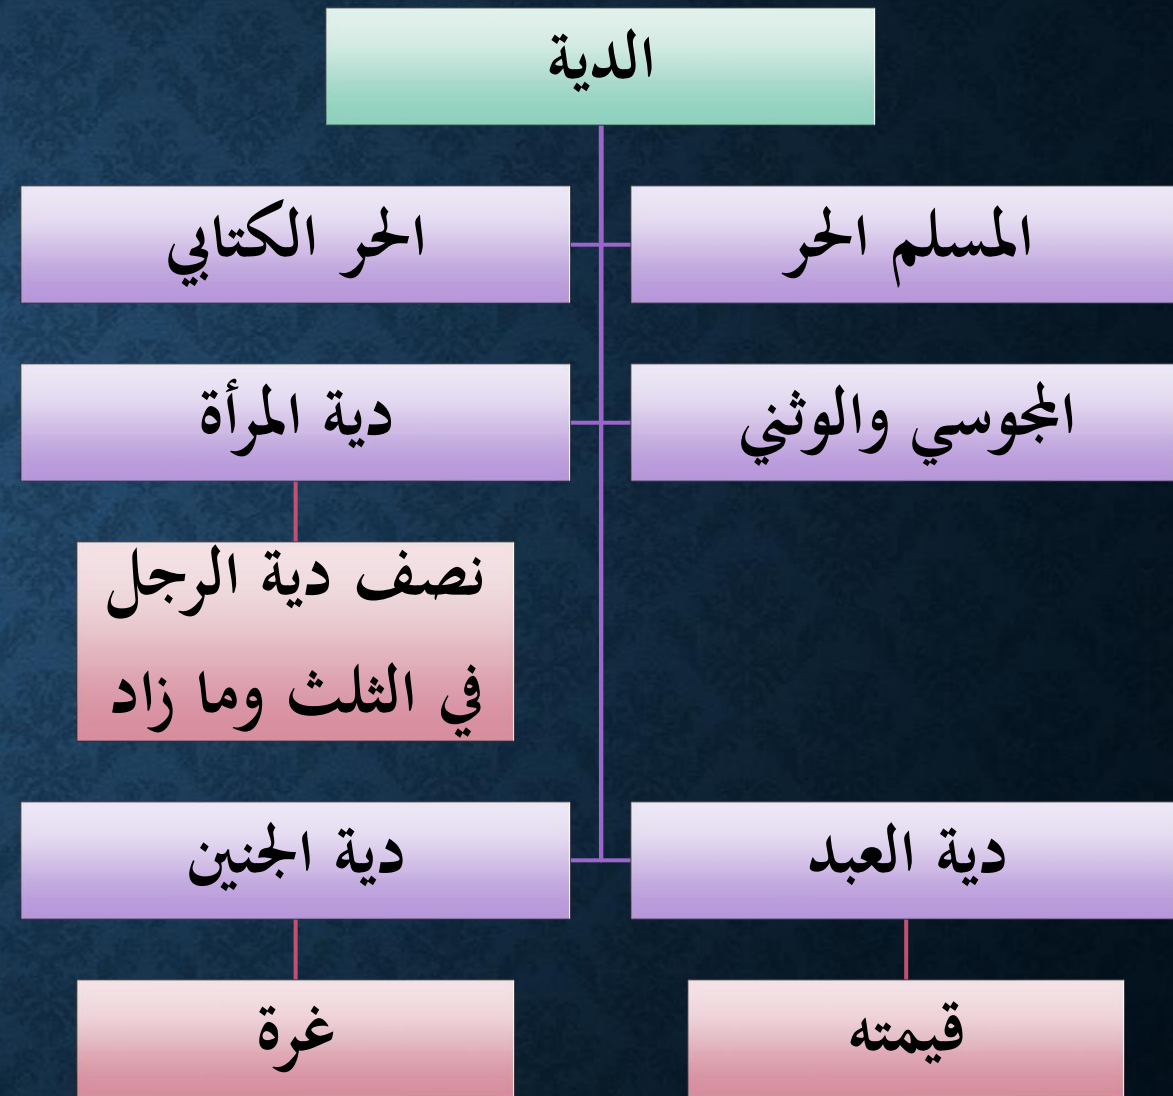 الدية
المسلم الحر
الحر الكتابي
المجوسي والوثني
دية المرأة
نصف دية الرجل
في الثلث وما زاد
دية العبد
دية الجنين
قيمته
غرة